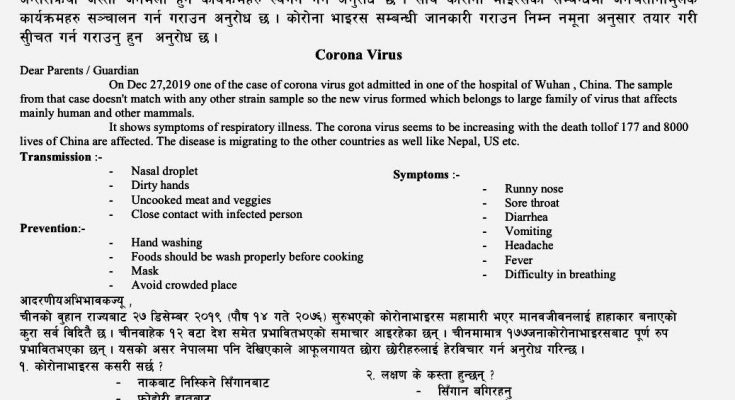 कार्यक्रमहरु सञ्चालन गर्न गराउन अनुरोध छ । कोरोना भाइरस सम्वन्धी जानकारी गराउन निम्न नमूना अनुसार तयार गरी
सुीचत गर्न गराउनु हुन अनुरोध छ ।
Corona Virus
Dear Parents / Guardian
On Dec 27,2019 one of the case of corona virus got admitted in one of the hospital of Wuhan , China. The sample
from that case doesn't match with any other strain sample so the new virus formed which belongs to large family of virus that affects
mainly human and other mammals.
It shows symptoms of respiratory illness. The corona virus seems to be increasing with the death tollof 177 and 8000
lives of China are affected. The disease is migrating to the other countries as well like Nepal, US etc.
Transmission :-
- Nasal droplet
- Dirty hands
- Uncooked meat and veggies
- Close contact with infected person
Prevention:-
- Hand washing
- Foods should be wash properly before cooking
- Mask
- Avoid crowded place
Symptoms :-
- Runny nose
- Sore throat
- Diarrhea
- Vomiting
- Headache
- Fever
- Difficulty in breathing
आदरणीयअभिभावकज्यू ,
चीनको वुहान राज्यबाट २७ डिसेम्बर २०१९ (पौष १४ गते २०७६) सुरुभएको कोरोनाभाइरस महामारी भएर मानवजीवनलाई हाहाकार बनाएको
कुरा सर्व विदितै छ । चीनवाहेक १२ वटा देश समेत प्रभावितभएको समाचार आइरहेका छन् । चीनमामात्र १७७जनाकोरोनाभाइरसबाट पूर्ण रुप
प्रभावितभएका छन् । यसको असर नेपालमा पनि देखिएकाले आफूलगायत छोरा छोरीहरुलाई हेरविचार गर्न अनुरोध गरिन्छ ।
१. कोरोनाभाइरस कसरी सर्छ ?
- नाकबाट निस्किने सिँगानबाट
- फोहोरी हातबाट
२. लक्षण के कस्ता हुन्छन् ?
- सिँगान बगिरहनु